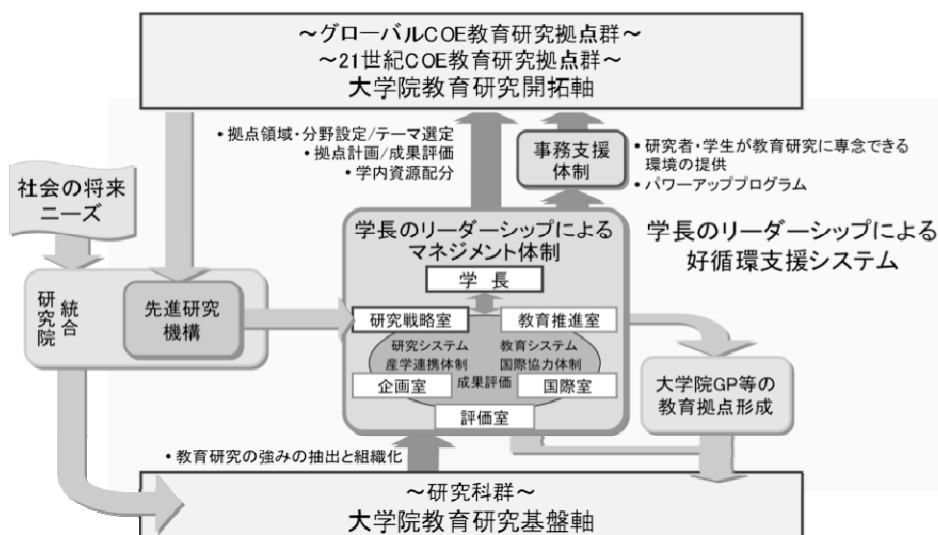 ～グローバルCOE教育研究拠点群～
～21世紀COE教育研究拠点群～
大学院教育研究開拓軸
• 拠点領域・分野設定/テーマ選定
• 拠点計画/成果評価
• 学内資源配分
事務支援
体制
• 研究者・学生が教育研究に専念できる
環境の提供
• パワーアッププログラム
社会の将来
ニーズ
学長のリーダーシップによる
マネジメント体制
学長のリーダーシップによる
好循環支援システム
学 長
統合
研究院
先進研究
機構
研究戦略室
教育推進室
研究システム
教育システム
産学連携体制
国際協力体制
企画室
成果評価
国際室
評価室
大学院GP等の
教育拠点形成
• 教育研究の強みの抽出と組織化
～研究科群～
大学院教育研究基盤軸